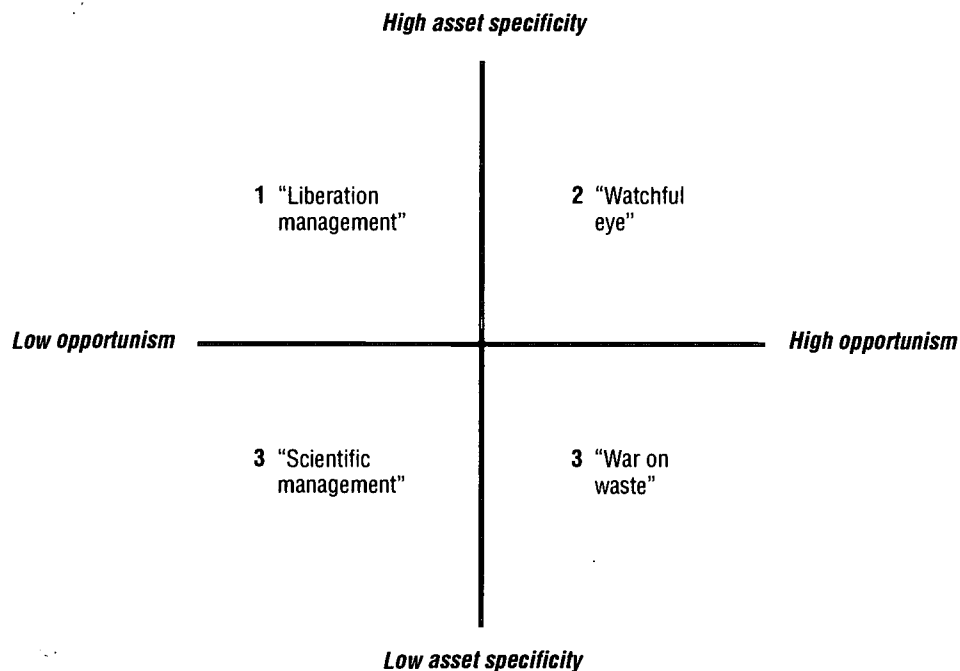 High asset specificity
1 "Liberation
management"
2 "Watchful
eye"
Low opportunism
High opportunism
3 "Scientific
management"
3 "War on
waste"
Low asset specificity